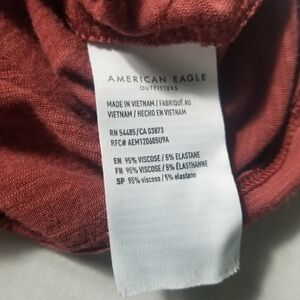 AMERICAN EAGLE
OUTFITTERS
MADE IN VIETNAM / FABRIQUÉ AU
VIETNAM / HECHO EN VIETNAM
RN 54485/CA 03873
RFC# AEM120605U9A
EN 95% VISCOSE / 5% ELASTANE
FR 95% VISCOSE / 5% ÉLASTHANNE
SP 95% viscosa / 5% elastano